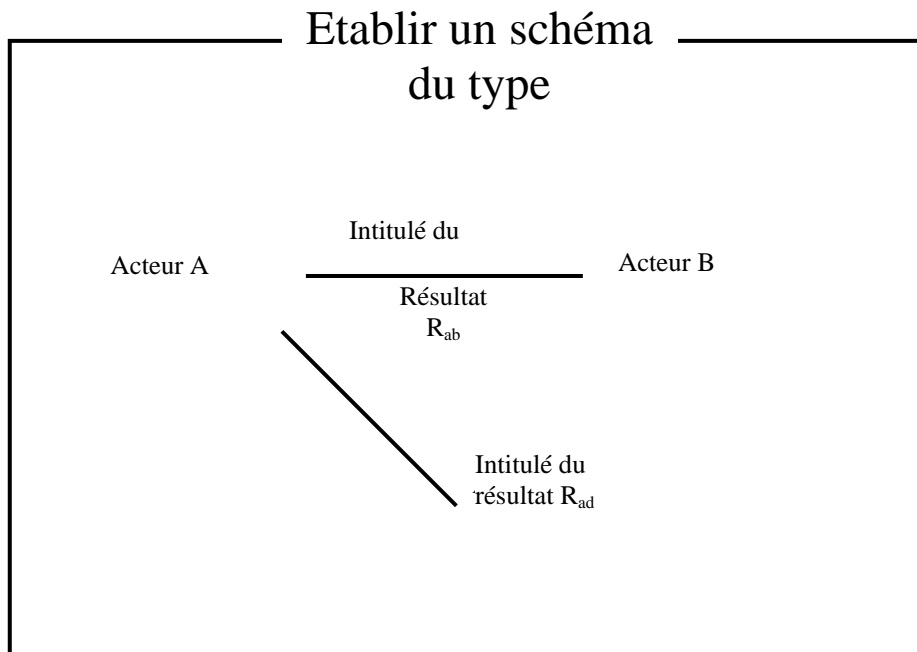 Etablir un schéma
du type
Intitulé du
Acteur A
Acteur B
Résultat
Rab
Intitulé du
résultat Rad